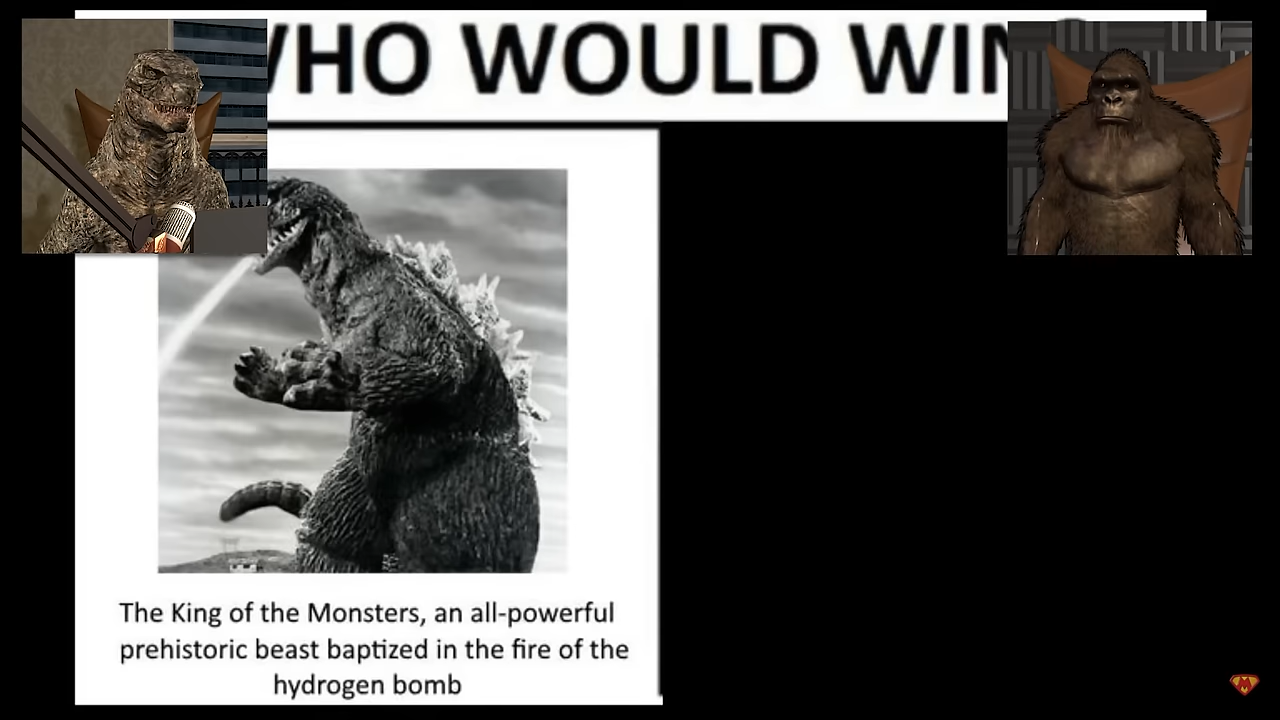 WHO WOULD WIN
The King of the Monsters, an all-powerful
prehistoric beast baptized in the fire of the
hydrogen bomb
M